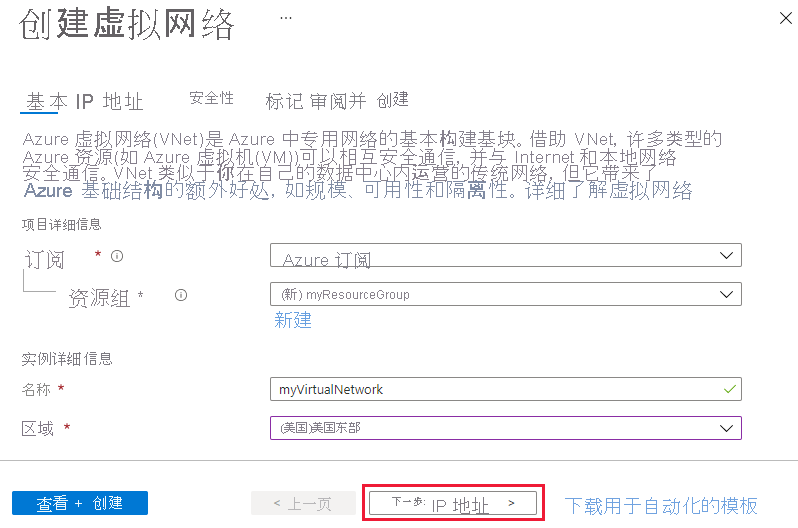 创建虚拟网络 ...
基本 IP 地址 安全性 标记 审阅并 创建
Azure 虚拟网络(VNet)是 Azure 中专用网络的基本构建基块。借助 VNet, 许多类型的
Azure 资源(如 Azure 虚拟机(VM))可以相互安全通信, 并与 Internet 和本地网络
安全通信。VNet 类似于你在自己的数据中心内运营的传统网络, 但它带来了
Azure 基础结构的额外好处, 如规模、可用性和隔离性。详细了解虚拟网络
项目详细信息
订阅 * Azure 订阅
资源组 * (新) myResourceGroup
新建
实例详细信息
名称 * myVirtualNetwork
区域 * (美国)美国东部
查看 + 创建 < 上一页 下一步: IP 地址 > 下载用于自动化的模板